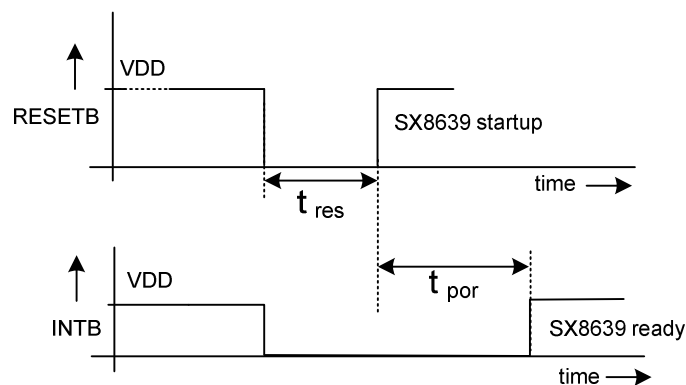 VDD
RESETB
SX8639 startup
time
t res
VDD
t por
INTB
SX8639 ready
time